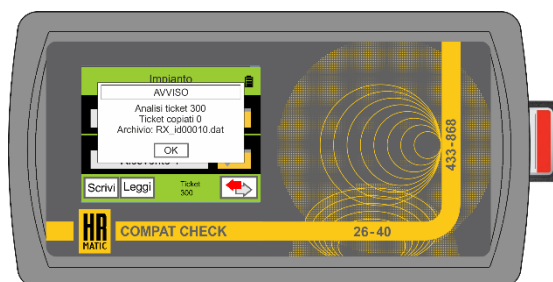 Impianto
AVVISO
Analisi ticket 300
Ticket copiati 0
Archivio: RX_id00010.dat
OK
Scrivi
Leggi
Ticket
300
HR
MATIC
COMPAT CHECK
26-40
433-868